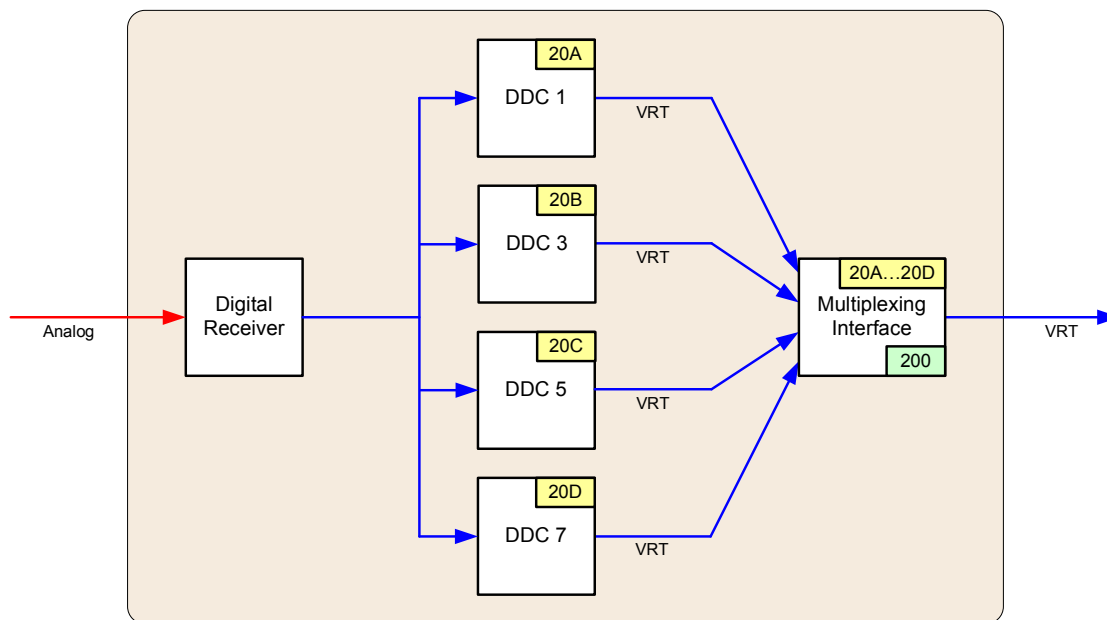 20A
DDC 1
VRT
20B
DDC 3
VRT
20A…20D
Digital
Receiver
Multiplexing
Interface
Analog
VRT
20C
200
DDC 5
VRT
20D
DDC 7
VRT